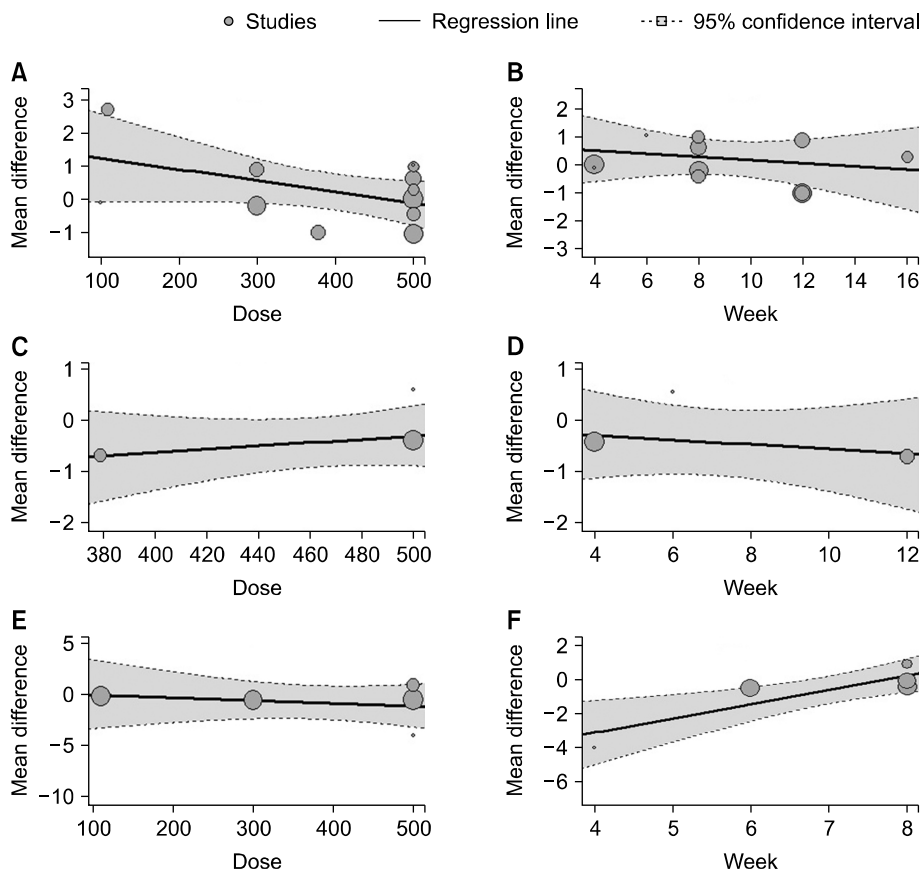 Studies Regression line 95% confidence interval
A
Mean difference
3
2
1
0
−1
100 200 300 400 500
Dose
B
Mean difference
2
1
0
−1
−2
−3
4 6 8 10 12 14 16
Week
C
Mean difference
1
0
−1
−2
380 400 420 440 460 480 500
Dose
D
Mean difference
1
0
−1
−2
4 6 8 10 12
Week
E
Mean difference
5
0
−5
−10
100 200 300 400 500
Dose
F
Mean difference
2
0
−2
−4
−6
4 5 6 7 8
Week